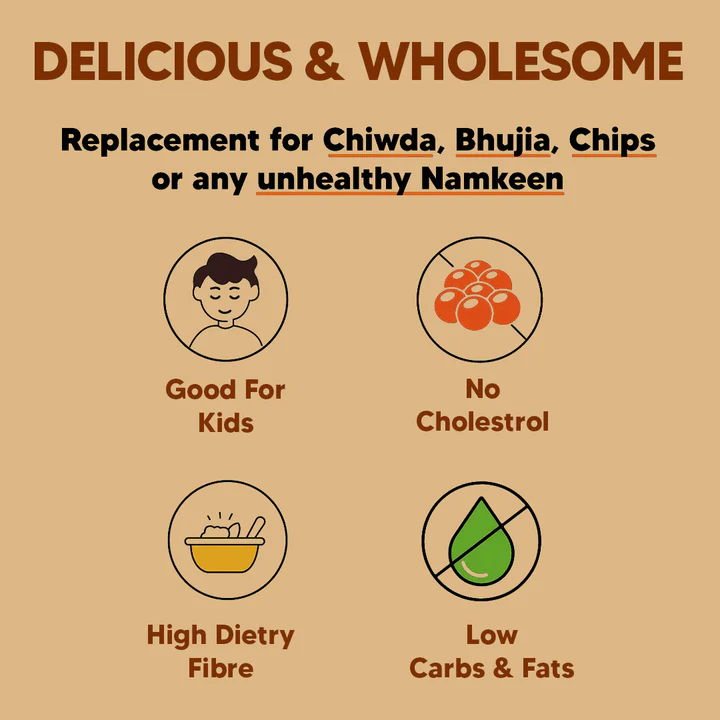 DELICIOUS & WHOLESOME
Replacement for Chiwda, Bhujia, Chips
or any unhealthy Namkeen
Good For
Kids
No
Cholestrol
High Dietry
Fibre
Low
Carbs & Fats